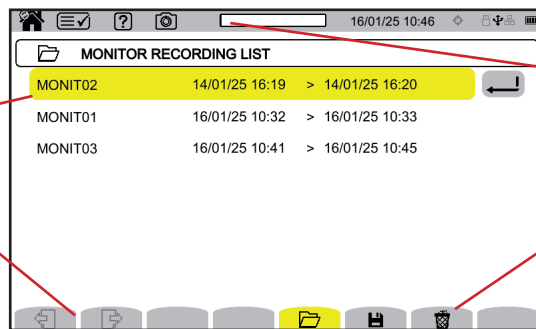 ? 16/01/25 10:46
MONITOR RECORDING LIST
MONIT02 14/01/25 16:19 > 14/01/25 16:20
MONIT01 16/01/25 10:32 > 16/01/25 10:33
MONIT03 16/01/25 10:41 > 16/01/25 10:45